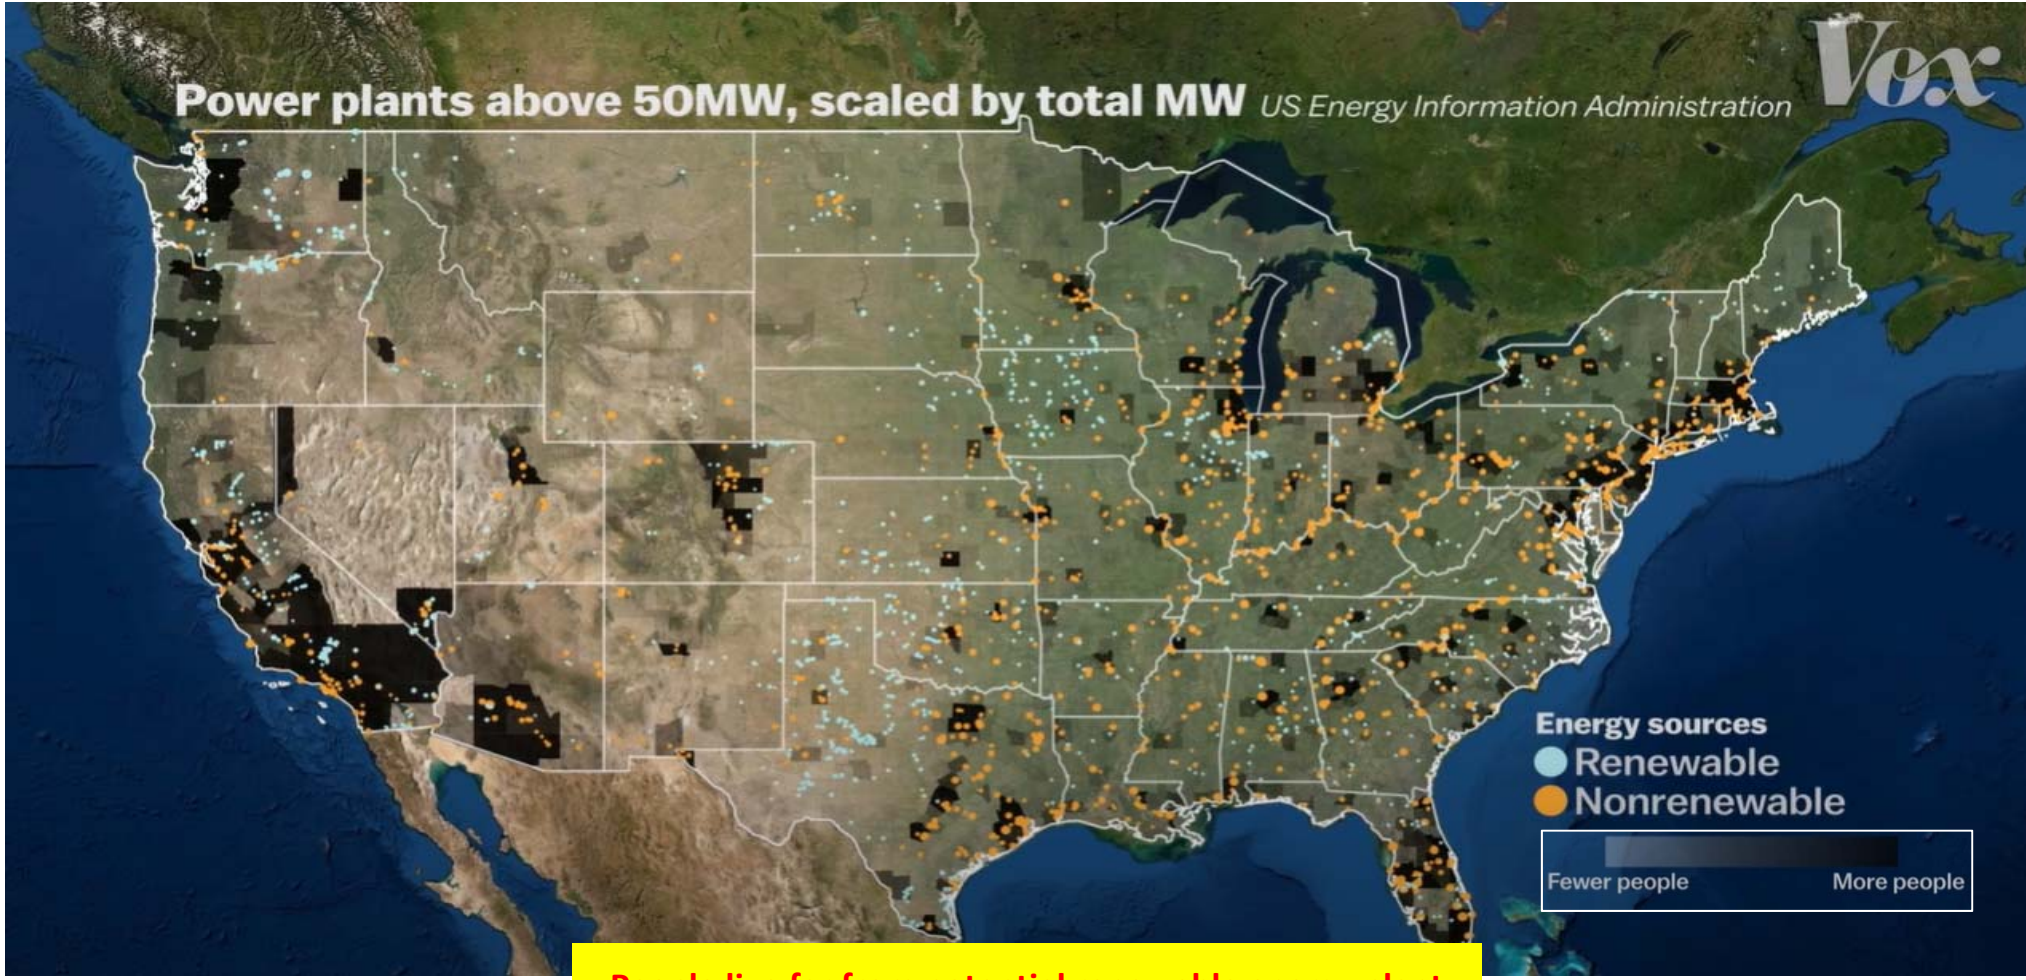 Vox
Power plants above 50MW, scaled by total MW US Energy Information Administration
Energy sources
Renewable
Nonrenewable
Fewer people More people